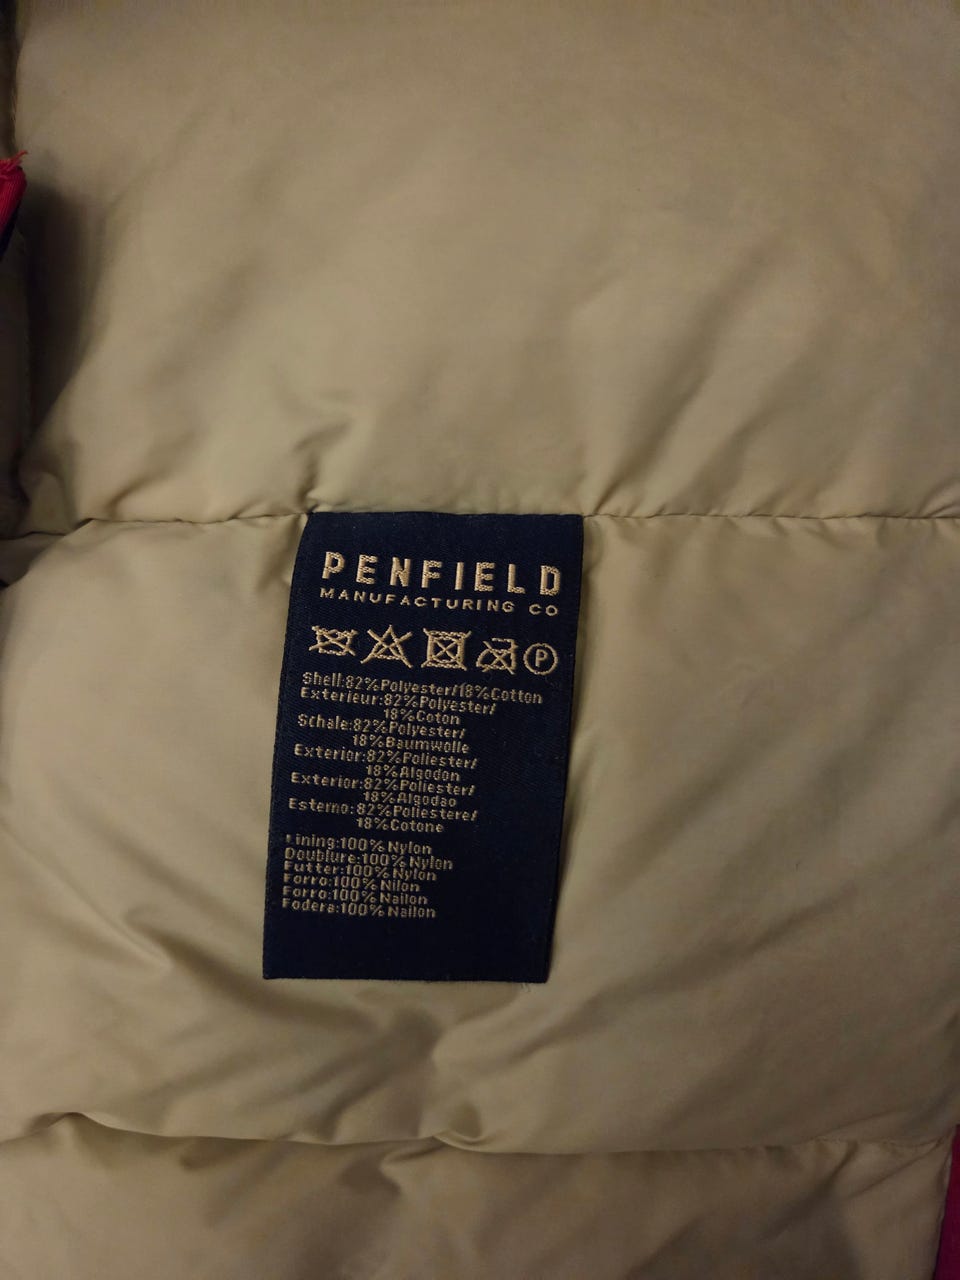 PENFIELD
MANUFACTURING CO
P
Shell:82%Polyester/18%Cotton
Exterieur:82%Polyester/
18%Coton
Schale:82%Polyester/
18%Baumwolle
Exterior:82%Poliester/
18%Algodon
Exterior:82%Poliester/
18%Algodao
Esterno:82%Poliestere/
18%Cotone
Lining:100%Nylon
Doublure:100%Nylon
Futter:100%Nylon
Forro:100%Nilon
Forro:100%Nailon
Fodera:100%Nailon